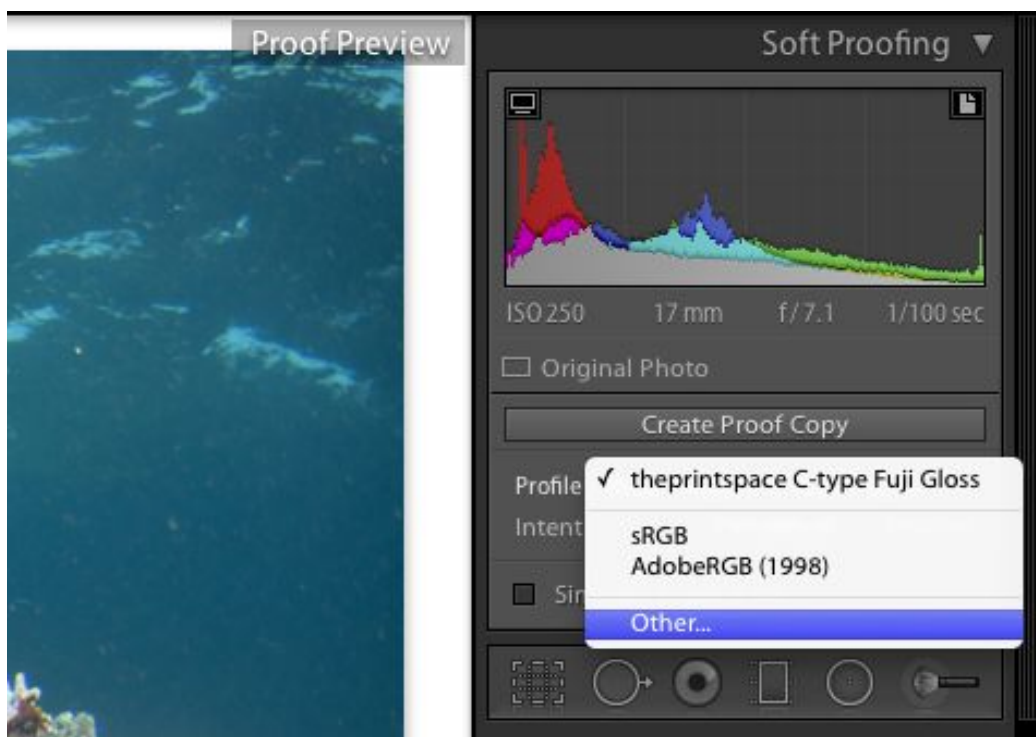 Proof Preview
Soft Proofing
ISO 250 17 mm f/7.1 1/100 sec
Original Photo
Create Proof Copy
Profile ✓ theprintspace C-type Fuji Gloss
Intent
sRGB
AdobeRGB (1998)
Sim
Other...